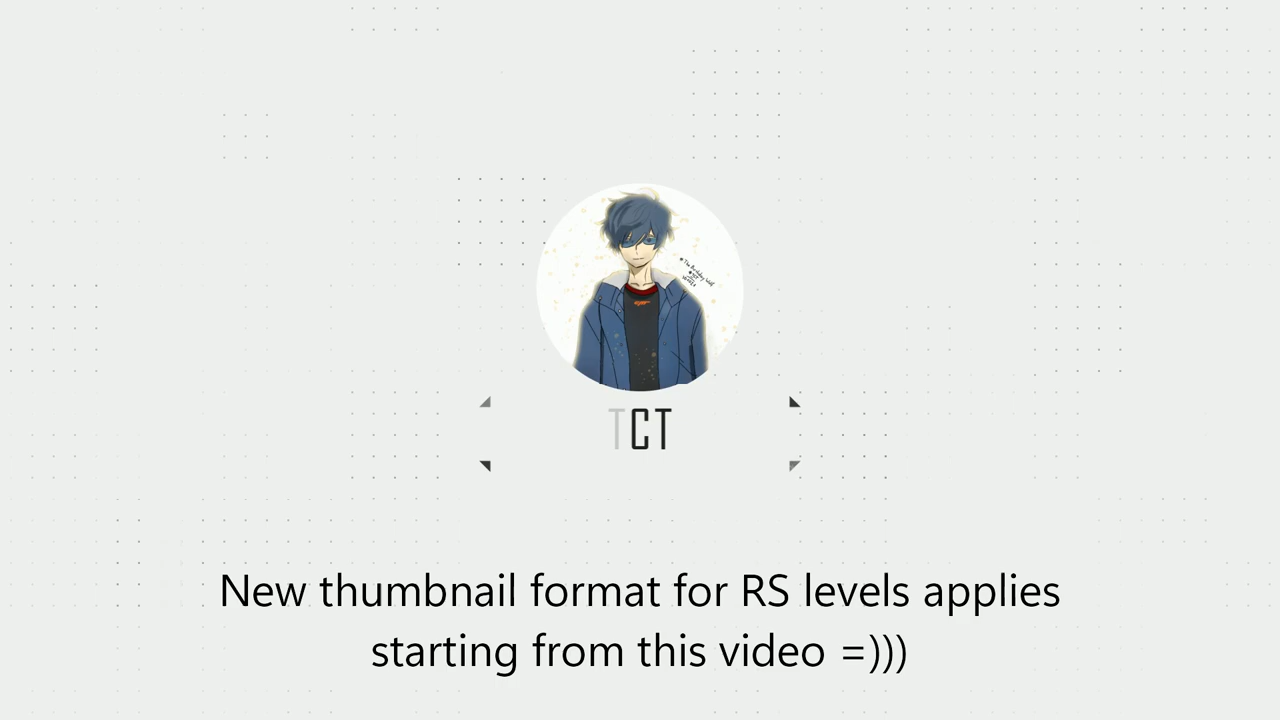 TCT
New thumbnail format for RS levels applies
starting from this video =)))